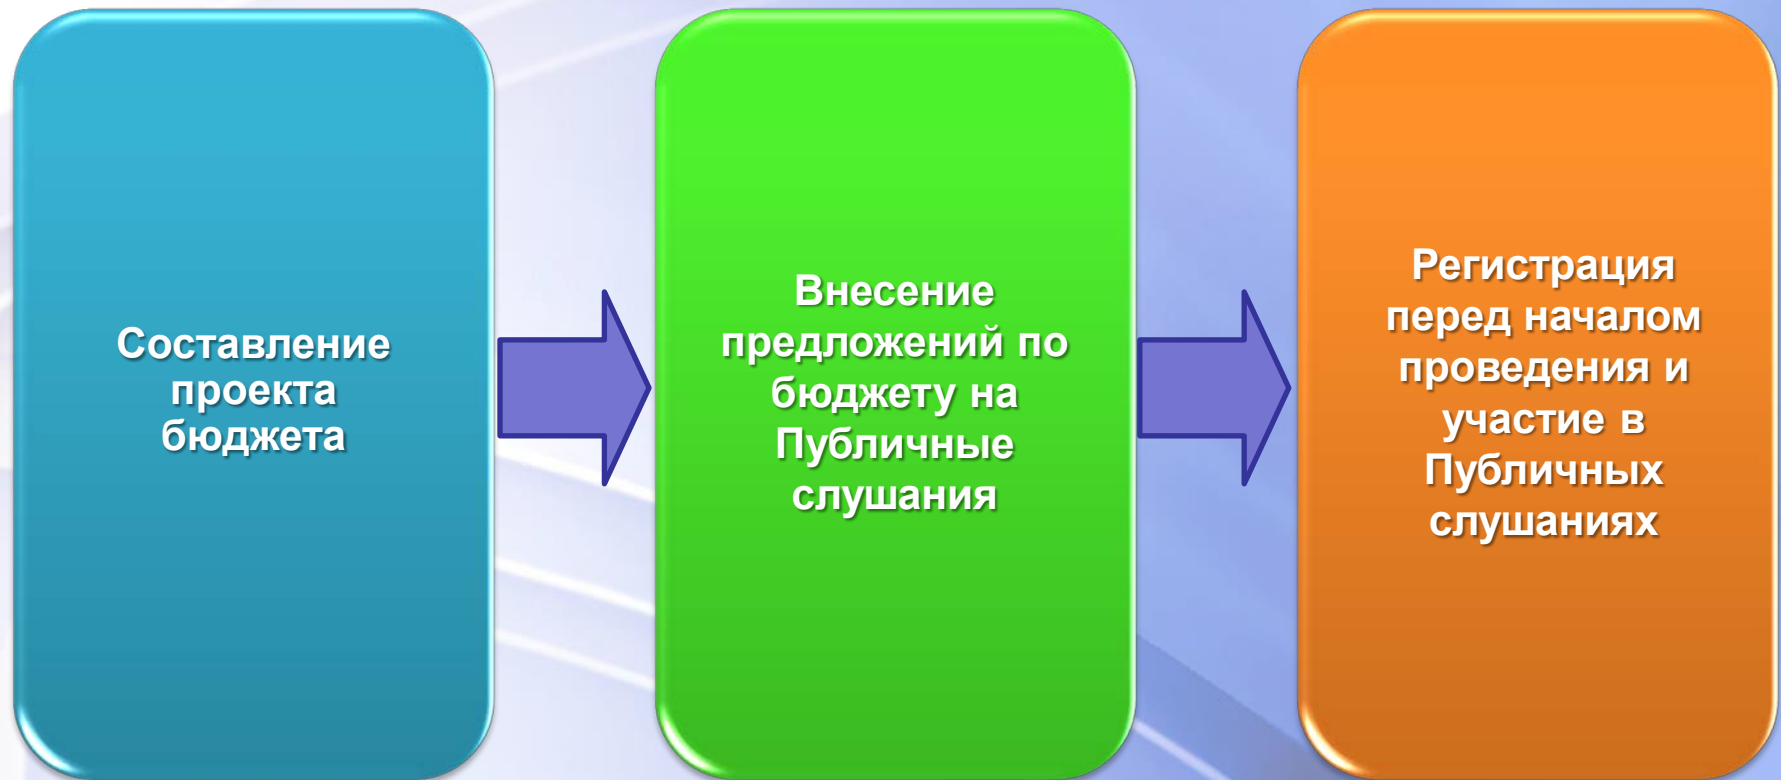 Составление
проекта
бюджета
Внесение
предложений по
бюджету на
Публичные
слушания
Регистрация
перед началом
проведения и
участие в
Публичных
слушаниях